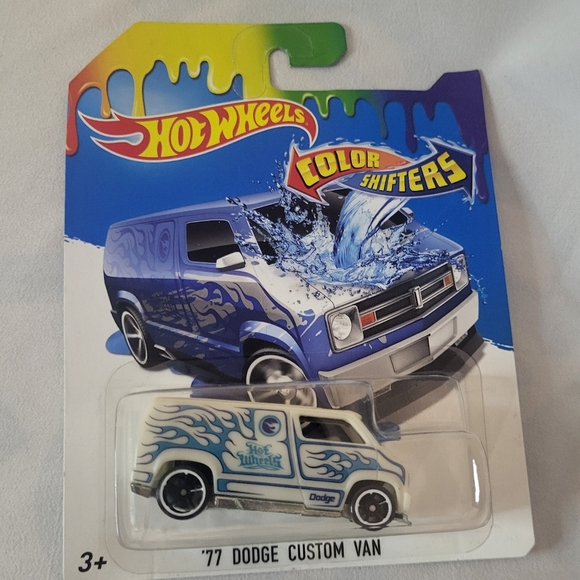 HOT WHEELS
COLOR
SHIFTERS
Hot
Wheels
Dodge
3+
'77 DODGE CUSTOM VAN